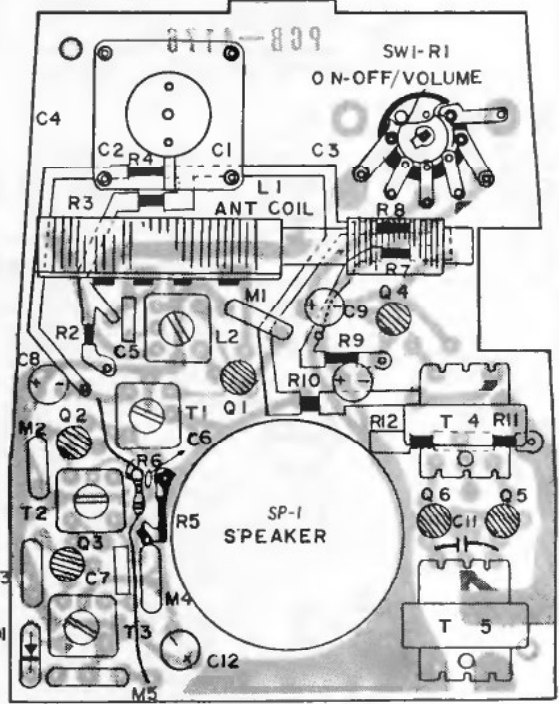 SW1-R1
ON-OFF/VOLUME
C4
C2
R4
C1
C3
L1
ANT COIL
R3
R8
R7
M1
C9
Q4
R2
C5
L2
R9
C8
R10
Q1
T1
Q2
C6
R12
T 4
R11
M2
R6
T2
R5
SP-1
SPEAKER
Q6
Q5
C11
Q3
C7
3
M4
T3
T 5
C12
M5